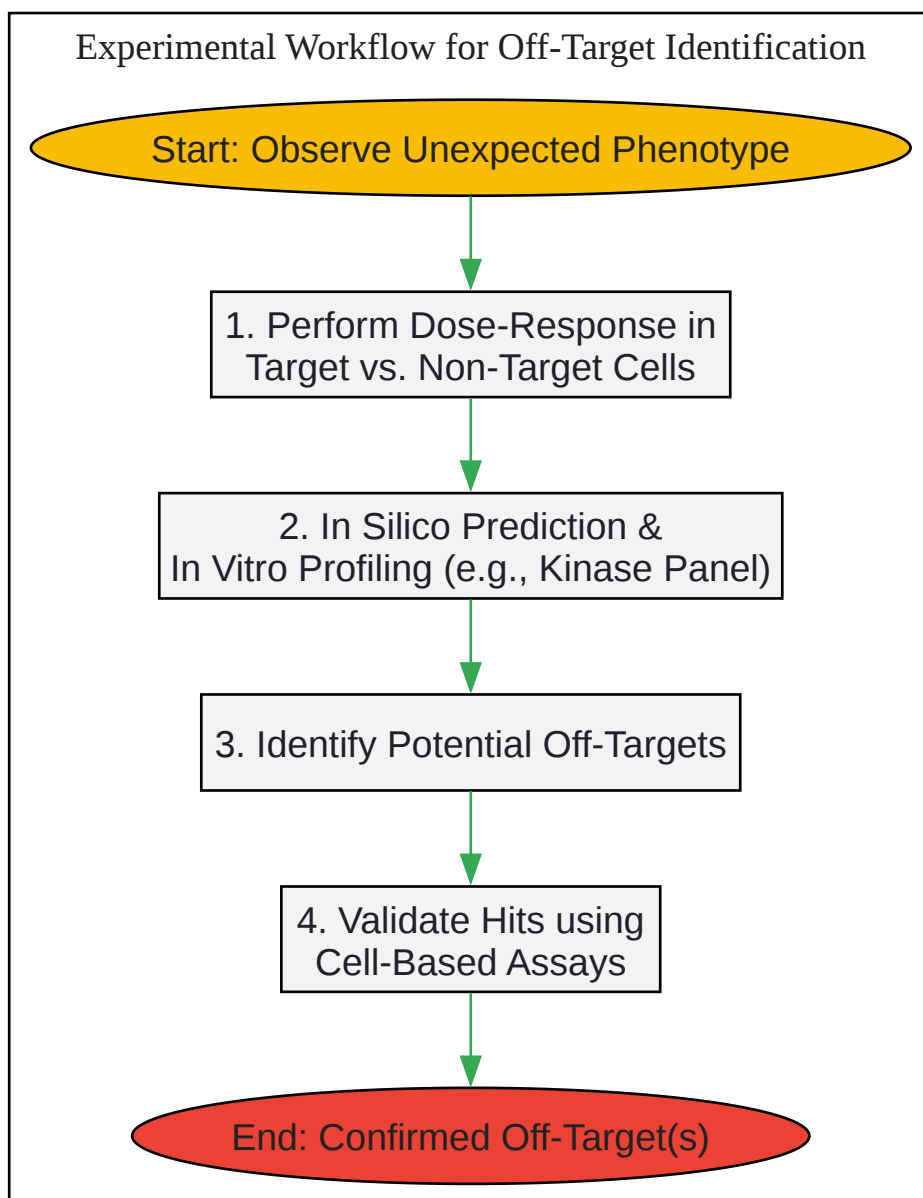 Experimental Workflow for Off-Target Identification
Start: Observe Unexpected Phenotype
1. Perform Dose-Response in
Target vs. Non-Target Cells
2. In Silico Prediction &
In Vitro Profiling (e.g., Kinase Panel)
3. Identify Potential Off-Targets
4. Validate Hits using
Cell-Based Assays
End: Confirmed Off-Target(s)